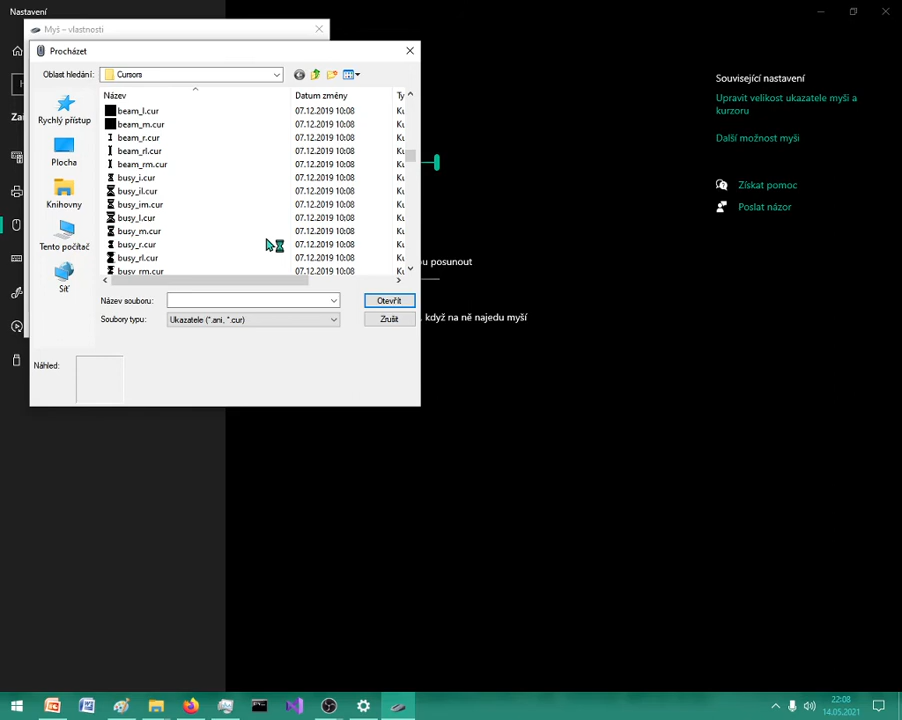 Nastavení
Myš – vlastnosti
Procházet
Oblast hledání:
Cursors
Název
Datum změny
beam_l.cur 07.12.2019 10:08
beam_m.cur 07.12.2019 10:08
beam_r.cur 07.12.2019 10:08
beam_rl.cur 07.12.2019 10:08
beam_rm.cur 07.12.2019 10:08
busy_i.cur 07.12.2019 10:08
busy_il.cur 07.12.2019 10:08
busy_im.cur 07.12.2019 10:08
busy_l.cur 07.12.2019 10:08
busy_m.cur 07.12.2019 10:08
busy_r.cur 07.12.2019 10:08
busy_rl.cur 07.12.2019 10:08
busy_rm.cur 07.12.2019 10:08
Rychlý přístup
Plocha
Knihovny
Tento počítač
Síť
Název souboru:
Otevřít
Soubory typu:
Ukazatele (*.ani, *.cur)
Zrušit
Náhled:
posunout
, když na ně najedu myší
Související nastavení
Upravit velikost ukazatele myši a
kurzoru
Další možnost myši
Získat pomoc
Poslat názor
22:08
14.05.2021